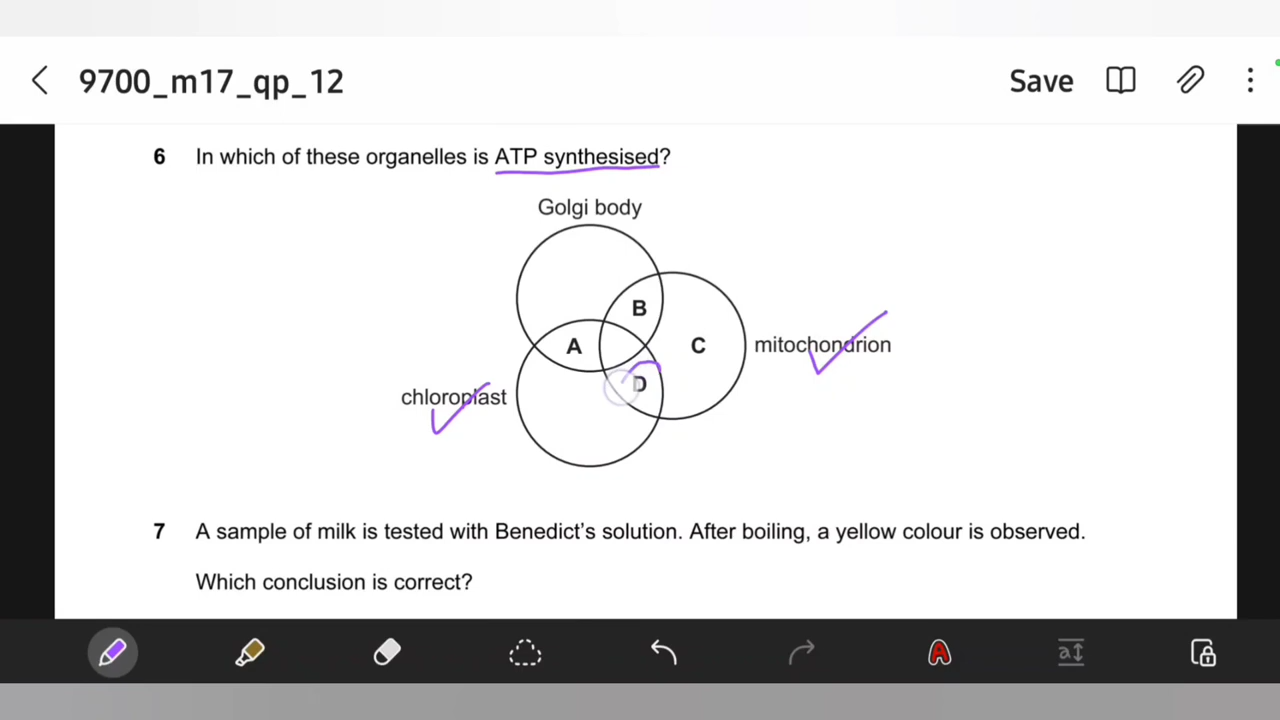 9700_m17_qp_12
Save
6 In which of these organelles is ATP synthesised?
Golgi body
B
A
C
mitochondrion
D
chloroplast
7 A sample of milk is tested with Benedict's solution. After boiling, a yellow colour is observed.
Which conclusion is correct?
A
a